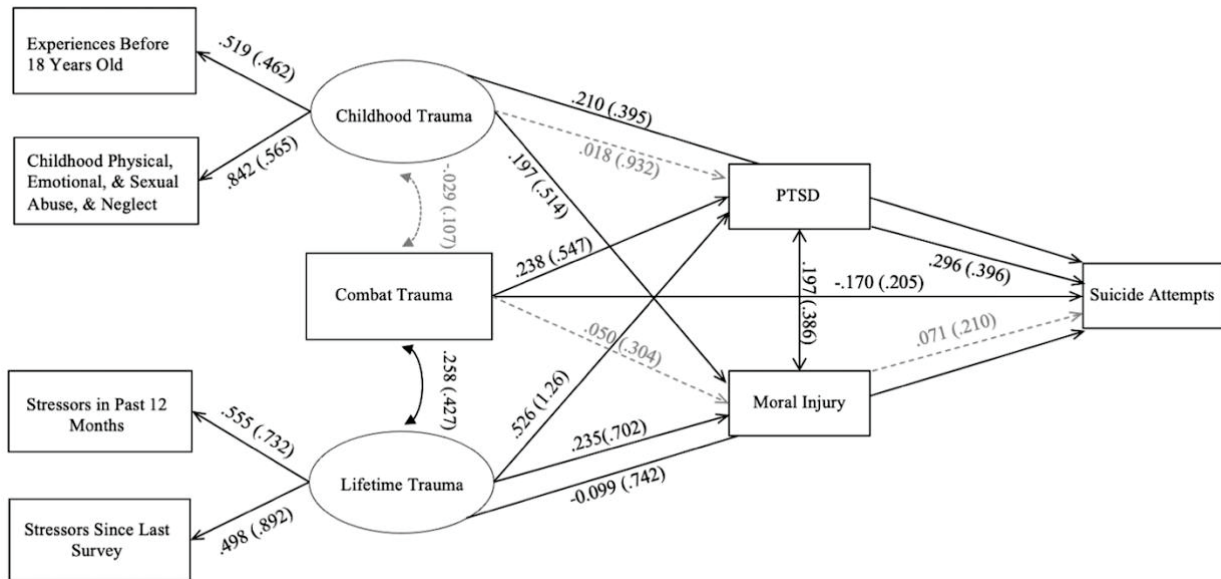 Experiences Before
18 Years Old
.519 (.462)
Childhood Physical,
Emotional, & Sexual
Abuse, & Neglect
.842 (.565)
Childhood Trauma
.210 (.395)
.018 (.932)
.197 (.514)
-.029 (.107)
PTSD
.238 (.547)
.296 (.396)
Combat Trauma
-.170 (.205)
.197 (.386)
Suicide Attempts
.050 (.304)
.071 (.210)
.258 (.427)
.526 (1.26)
Moral Injury
Stressors in Past 12
Months
.555 (.732)
.235(.702)
Lifetime Trauma
-0.099 (.742)
Stressors Since Last
Survey
.498 (.892)